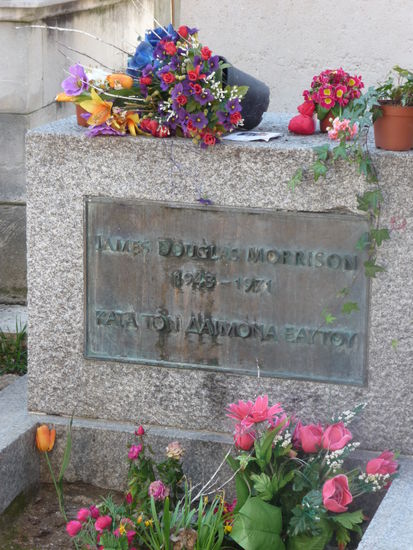 JAMES DOUGLAS MORRISON
1943 – 1971
ΚΑΤΑ ΤΟΝ ΔΑΙΜΟΝΑ ΕΑΥΤΟΥ